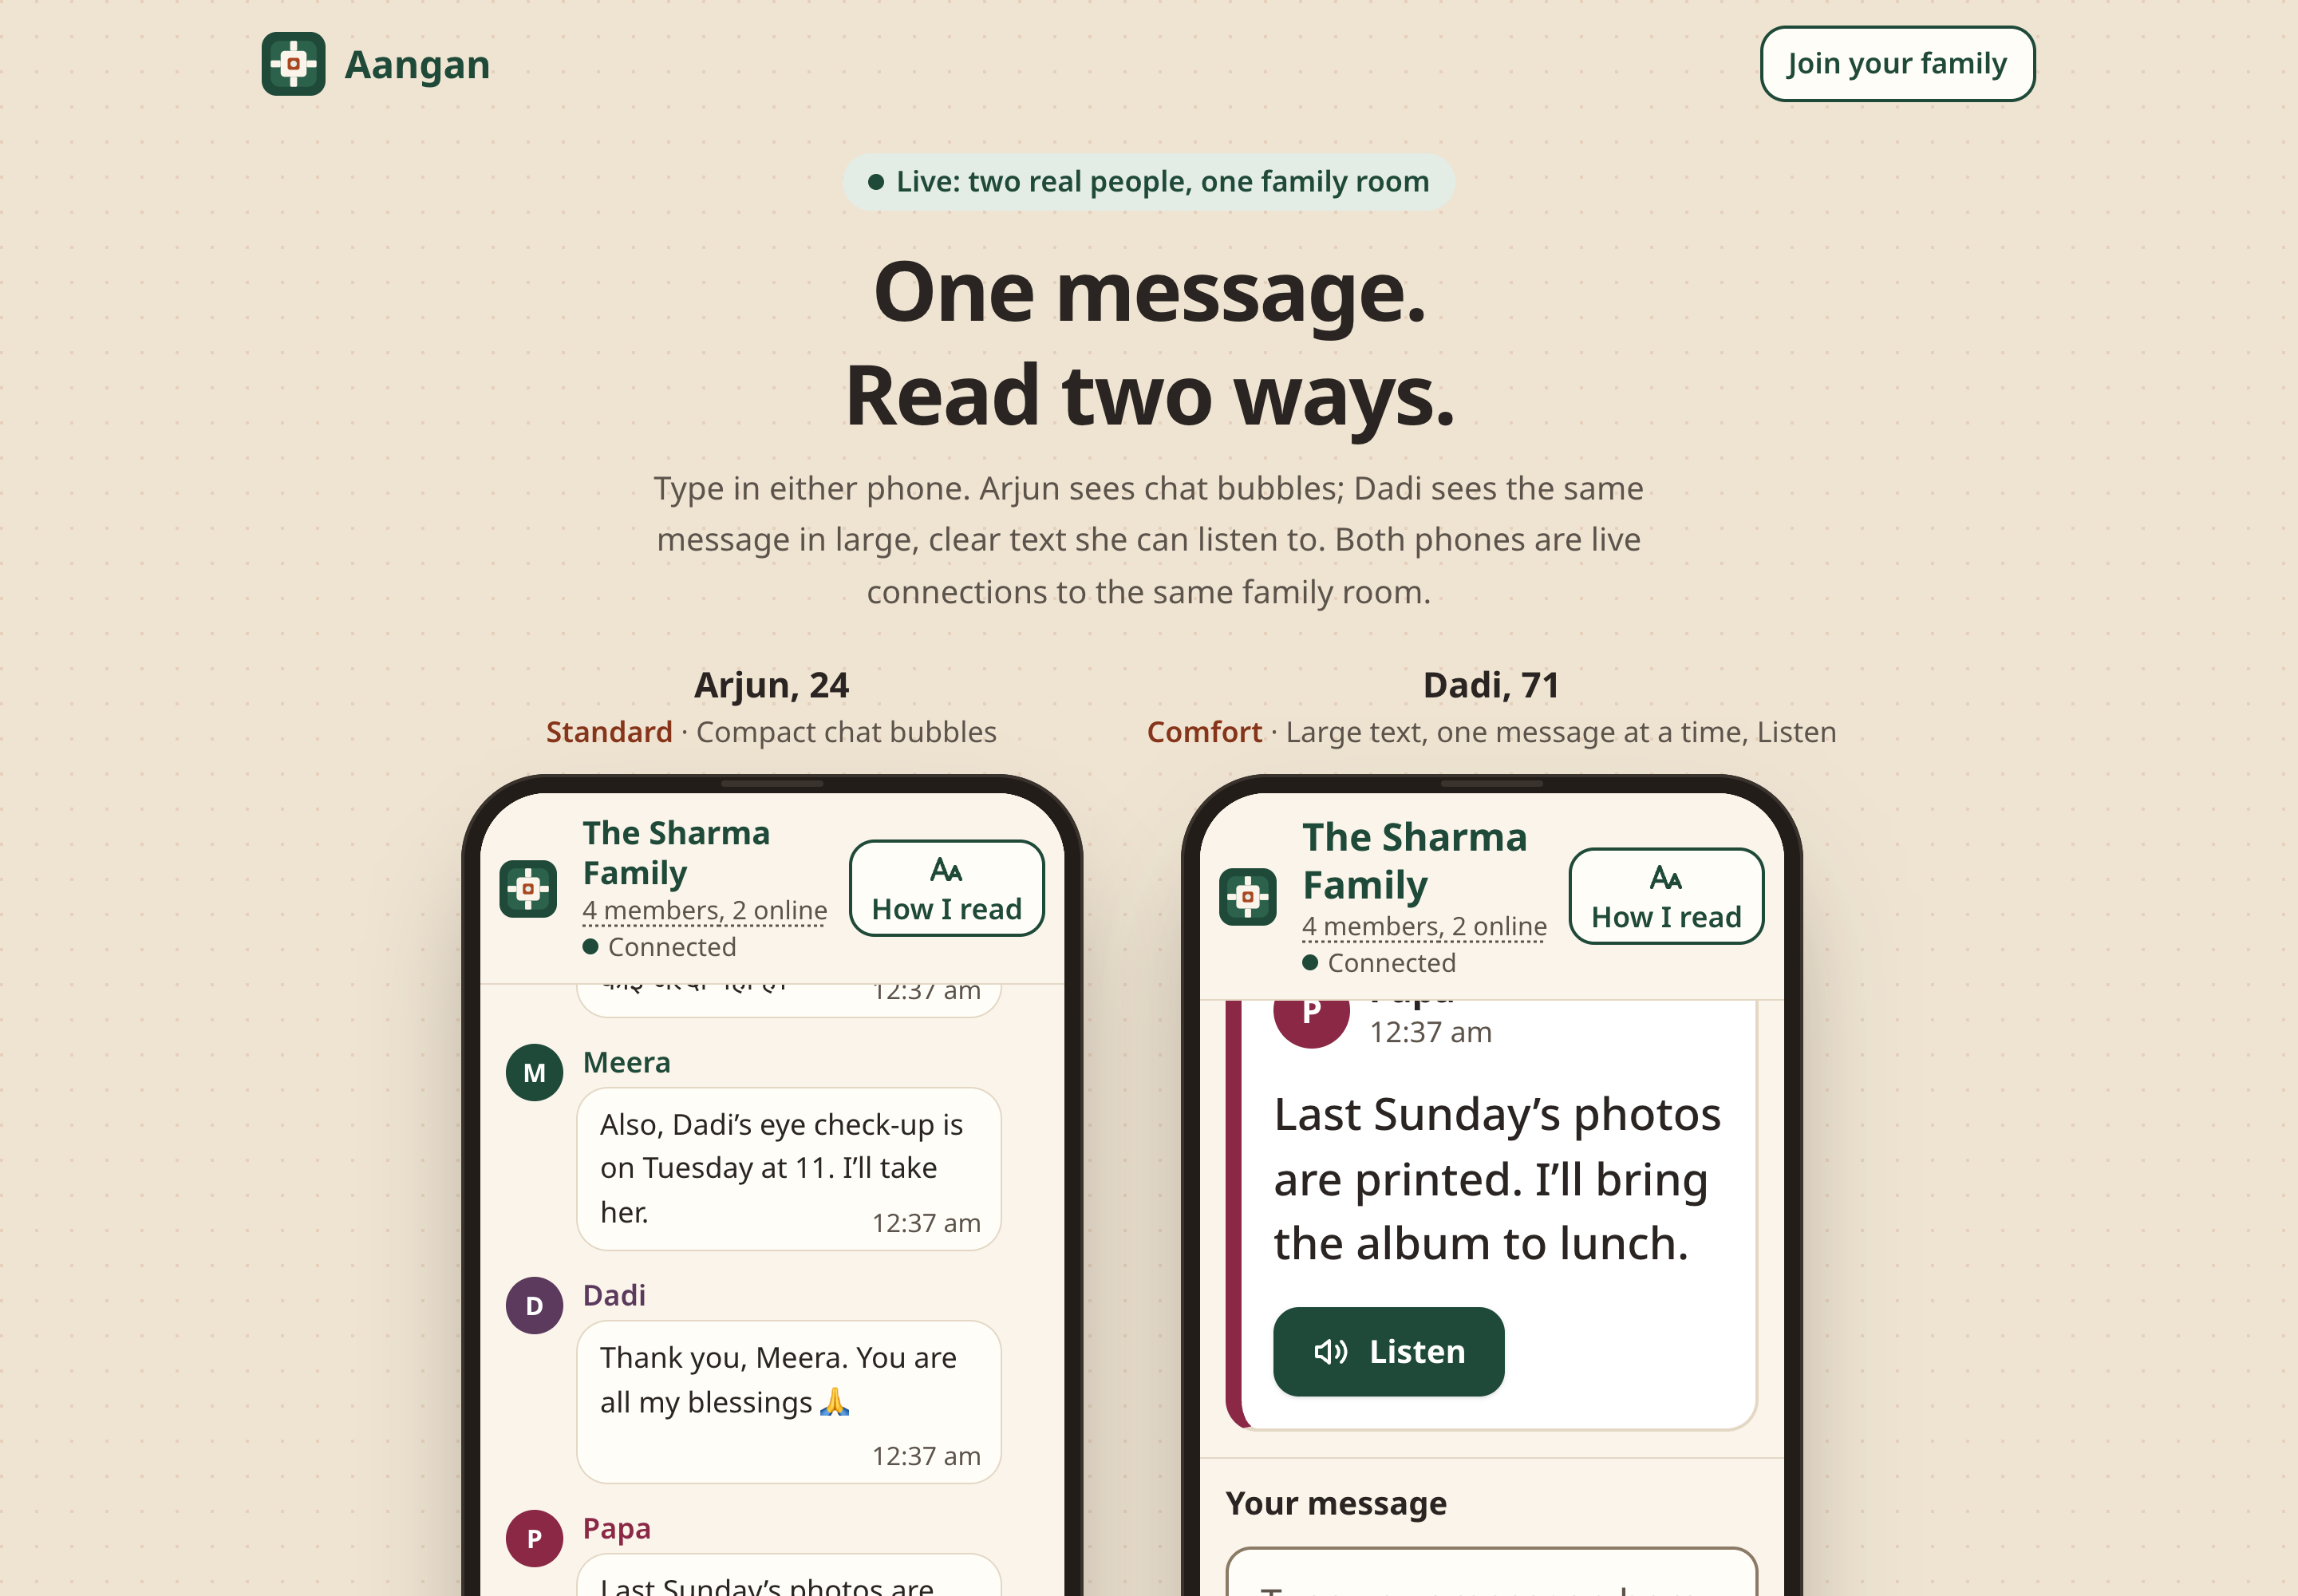 Aangan
Join your family
Live: two real people, one family room
One message.
Read two ways.
Type in either phone. Arjun sees chat bubbles; Dadi sees the same
message in large, clear text she can listen to. Both phones are live
connections to the same family room.
Arjun, 24
Standard · Compact chat bubbles
The Sharma
Family
4 members, 2 online
Connected
How I read
12:37 am
M
Meera
Also, Dadi’s eye check-up is
on Tuesday at 11. I’ll take
her.
12:37 am
D
Dadi
Thank you, Meera. You are
all my blessings 🙏
12:37 am
P
Papa
Last Sunday’s photos are
Dadi, 71
Comfort · Large text, one message at a time, Listen
The Sharma
Family
4 members, 2 online
Connected
How I read
P
12:37 am
Last Sunday’s photos
are printed. I’ll bring
the album to lunch.
Listen
Your message